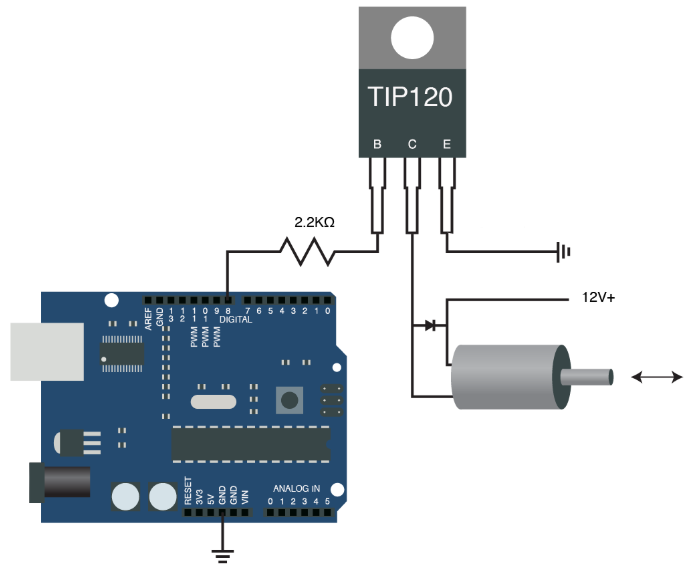 TIP120
B C E
2.2KΩ
12V+
AREF
GND
13
12
11
10
9
8
7
6
5
4
3
2
1
0
PWM
PWM
PWM
DIGITAL
RESET
3V3
5V
GND
GND
VIN
ANALOG IN
0 1 2 3 4 5